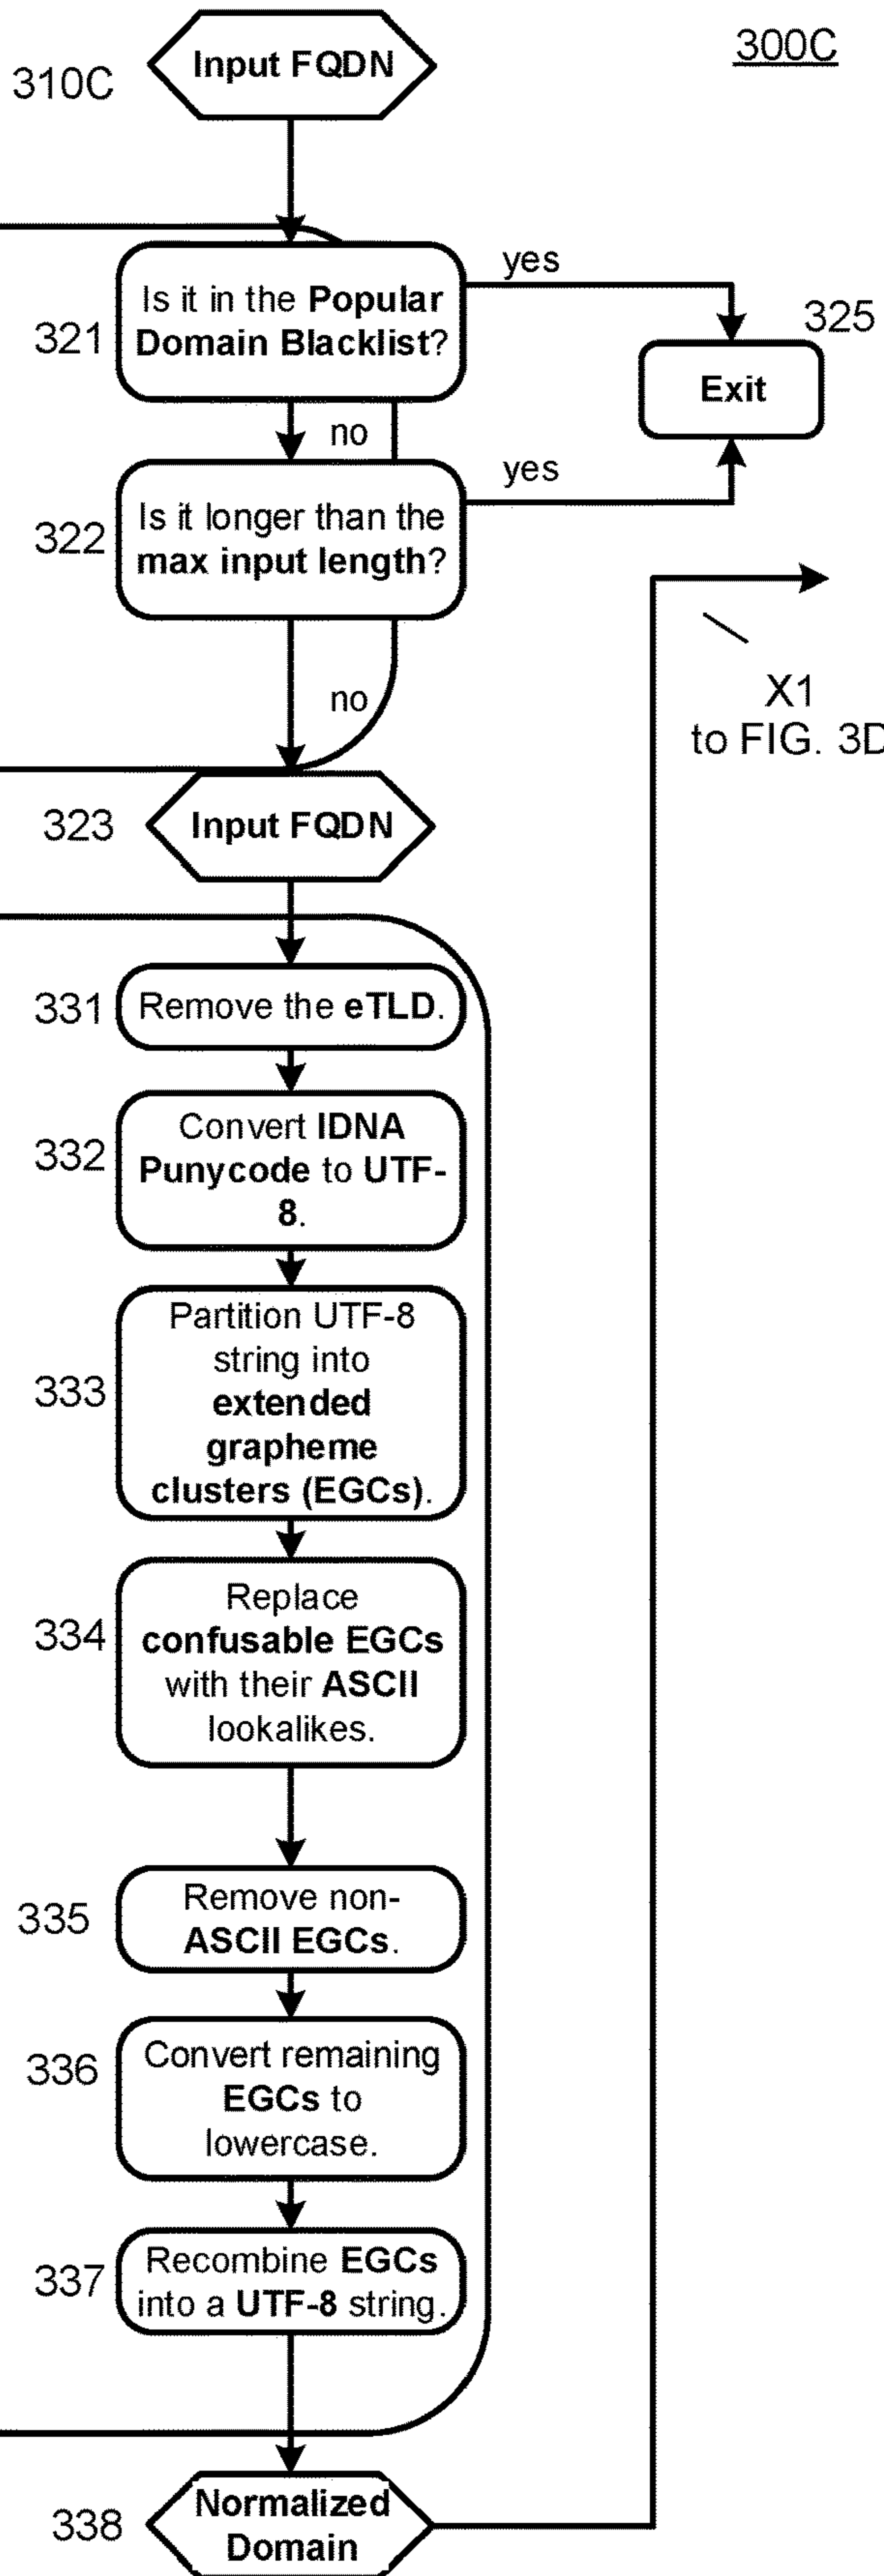 300C
310C
Input FQDN
321
Is it in the Popular
Domain Blacklist?
yes
325
Exit
no
322
Is it longer than the
max input length?
yes
no
X1
to FIG. 3D
323
Input FQDN
331
Remove the eTLD.
332
Convert IDNA
Punycode to UTF-
8.
333
Partition UTF-8
string into
extended
grapheme
clusters (EGCs).
334
Replace
confusable EGCs
with their ASCII
lookalikes.
335
Remove non-
ASCII EGCs.
336
Convert remaining
EGCs to
lowercase.
337
Recombine EGCs
into a UTF-8 string.
338
Normalized
Domain